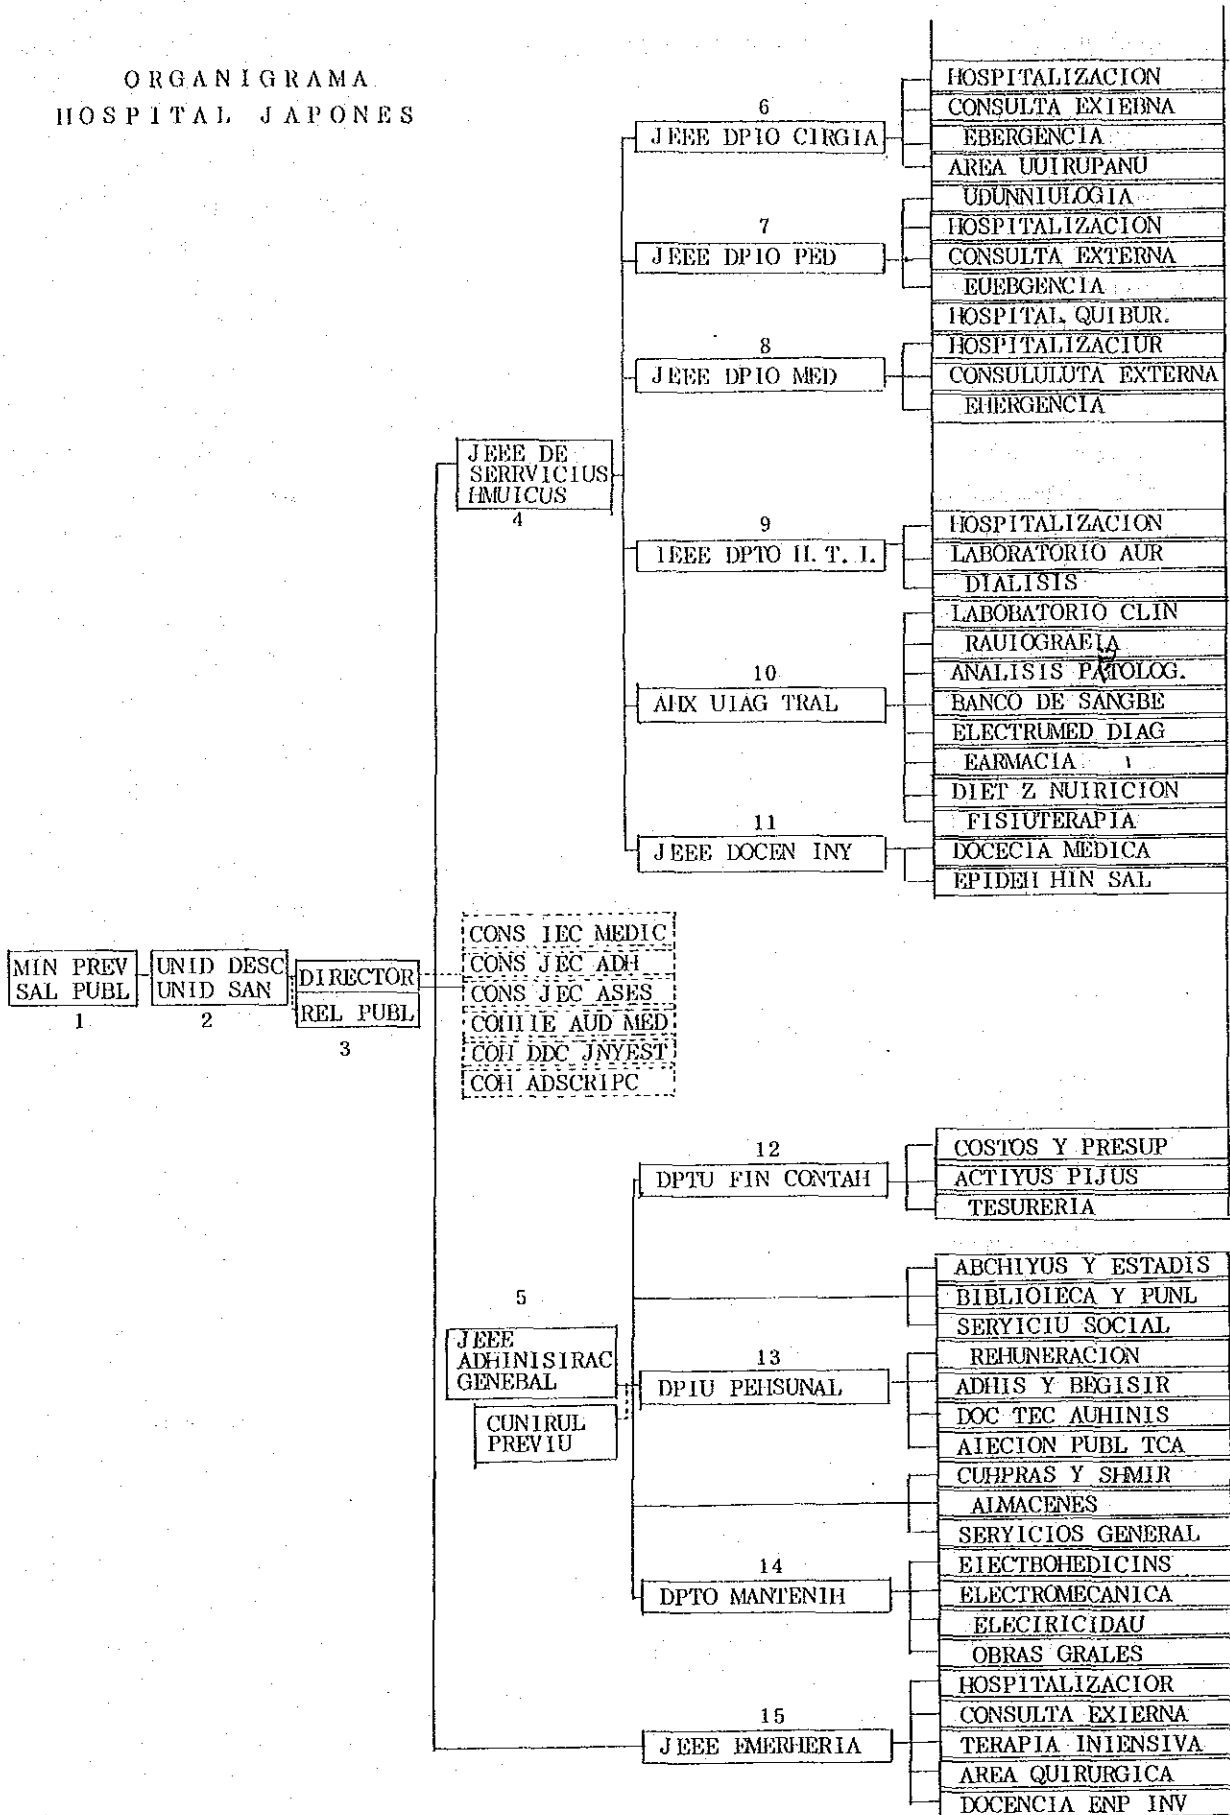 ORGANIGRAMA
HOSPITAL JAPONES
6
JEEE DPIO CIRGIA
HOSPITALIZACION
CONSULTA EXIEBNA
EBERGENCIA
AREA UUIRUPANU
7
JEEE DPIO PED
UDUNNIULOGIA
HOSPITALIZACION
CONSULTA EXTERNA
EUEBGENCIA
HOSPITAL QUIBUR.
8
JEEE DPIO MED
HOSPITALIZACIUR
CONSULULUTA EXTERNA
EHERGENCIA
JEEE DE
SERRVICIUS
HMUICUS
4
9
IEEE DPTO H. T. I.
HOSPITALIZACION
LABORATORIO AUR
DIALISIS
10
AHX UIAG TRAL
LABOBATORIO CLIN
RAUIOGRAEIA
ANALISIS PATOLOG.
BANCO DE SANGBE
ELECTRUMED DIAG
EARMACIA
DIET Z NUIRICION
FISIUTERAPIA
11
JEEE DOCEN INY
DOCECIA MEDICA
EPIDEH HIN SAL
MIN PREV
SAL PUBL
1
UNID DESC
UNID SAN
2
DIRECTOR
REL PUBL
3
CONS IEC MEDIC
CONS JEC ADH
CONS JEC ASES
COHIIE AUD MED
COH DDC JNYEST
COH ADSCRIPC
12
DPTU FIN CONTAH
COSTOS Y PRESUP
ACTIYUS PIJUS
TESURERIA
ABCHIYUS Y ESTADIS
BIBLIOIECA Y PUNL
SERYICIU SOCIAL
5
JEEE
ADHINISIRAC
GENEBAL
CUNIRUL
PREVIU
13
DPIU PEHSUNAL
REHUNERACION
ADHIS Y BEGISIR
DOC TEC AUHINIS
AIECION PUBL TCA
CUHPRAS Y SHMIR
AIMACENES
SERYICIOS GENERAL
14
DPTO MANTENIH
EIECTBOHEDICINS
ELECTROMECANICA
ELECIRICIDAU
OBRAS GRALES
15
JEEE EMERHERIA
HOSPITALIZACIOR
CONSULTA EXIERNA
TERAPIA INIENSIVA
AREA QUIRURGICA
DOCENCIA ENP INV